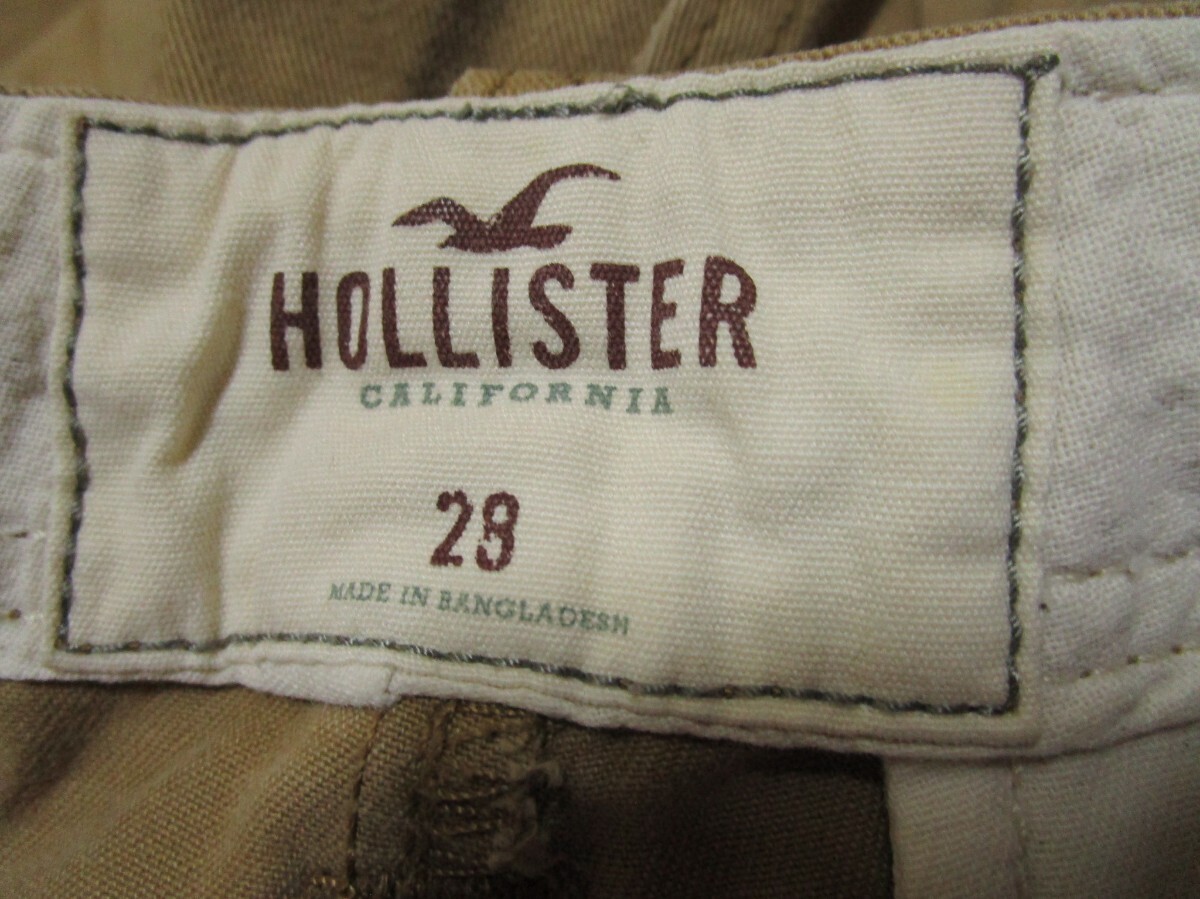 HOLLISTER
CALIFORNIA
28
MADE IN BANGLADESH